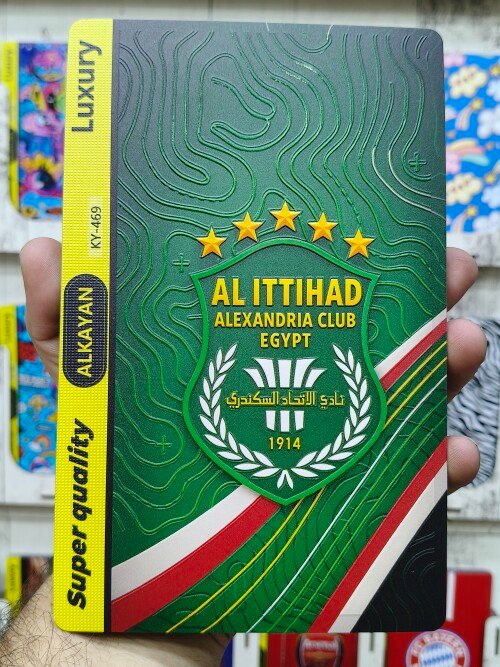 Luxury
KY-469
ALKAYAN
Super quality
AL ITTIHAD
ALEXANDRIA CLUB
EGYPT
نادي الاتحاد السكندري
1914